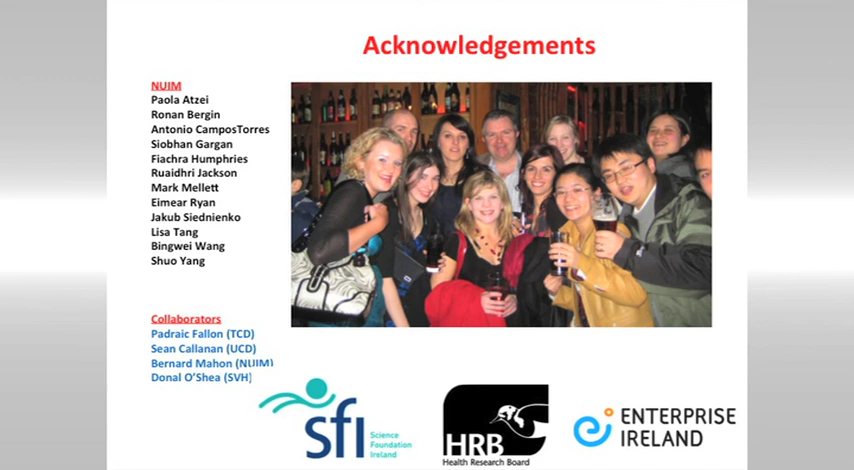 Acknowledgements
NUIM
Paola Atzei
Ronan Bergin
Antonio CamposTorres
Siobhan Gargan
Fiachra Humphries
Ruaidhri Jackson
Mark Mellett
Eimear Ryan
Jakub Siednienko
Lisa Tang
Bingwei Wang
Shuo Yang
Collaborators
Padraic Fallon (TCD)
Sean Callanan (UCD)
Bernard Mahon (NUIM)
Donal O'Shea (SVH)
sfi
Science
Foundation
Ireland
HRB
Health Research Board
ENTERPRISE
IRELAND